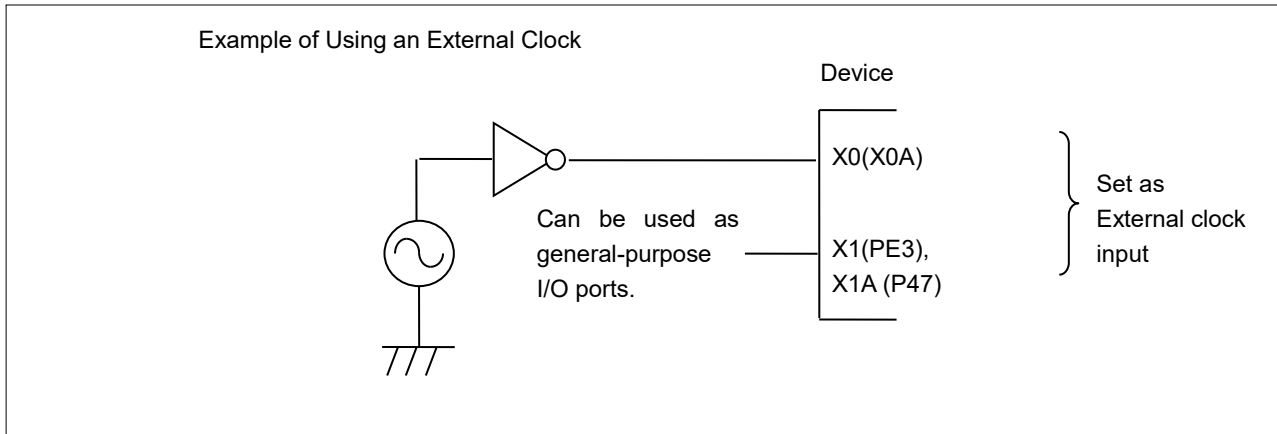 Example of Using an External Clock
Device
X0(X0A)
Can be used as
general-purpose
I/O ports.
X1(PE3),
X1A (P47)
Set as
External clock
input